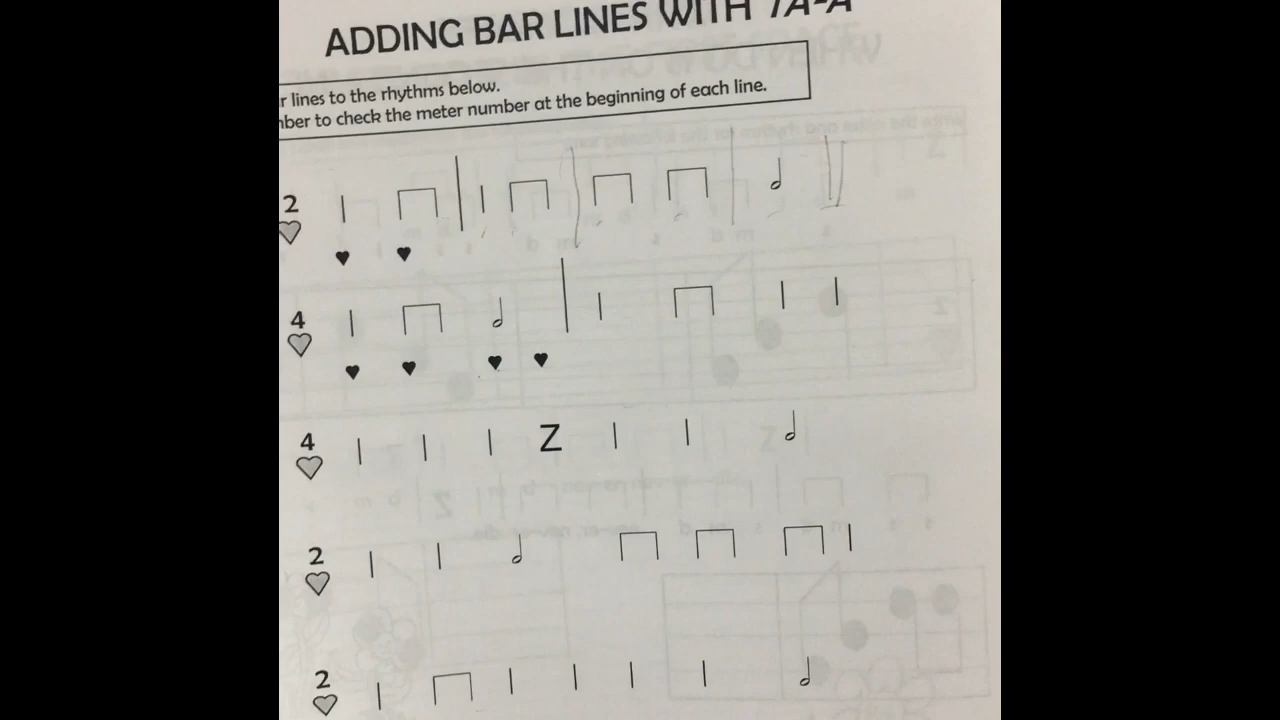 ADDING BAR LINES WITH TA-A
lines to the rhythms below.
to check the meter number at the beginning of each line.
2
4
4 Z
2
2